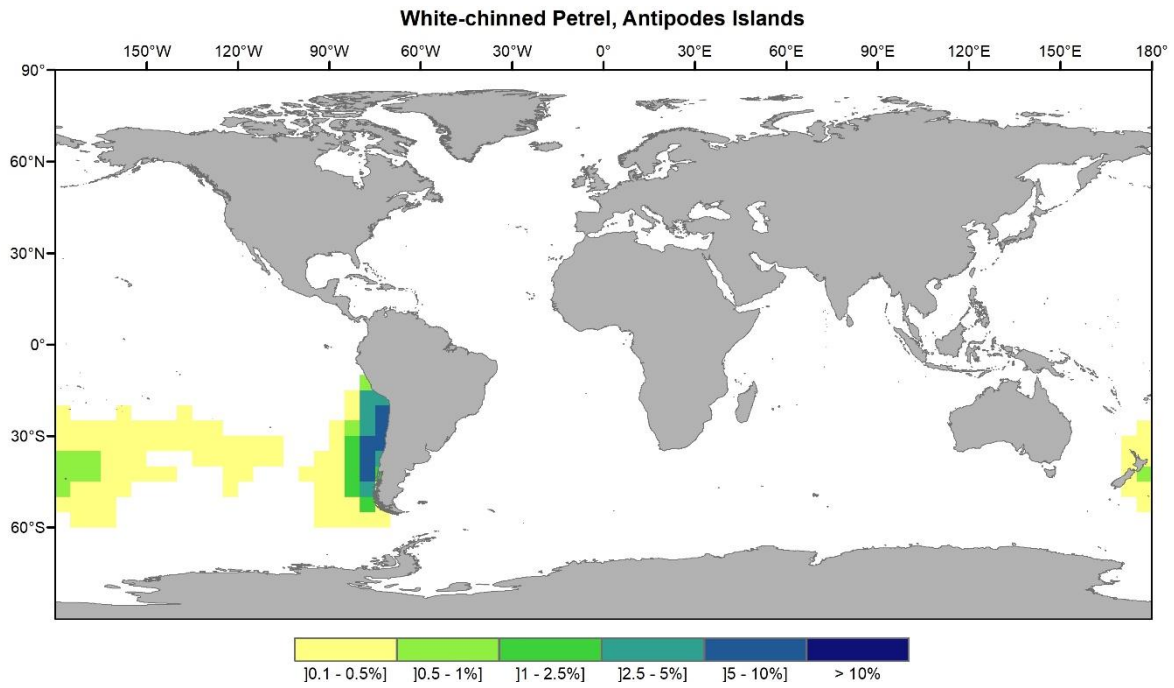 White-chinned Petrel, Antipodes Islands
150°W 120°W 90°W 60°W 30°W 0° 30°E 60°E 90°E 120°E 150°E 180°
90°
60°N
30°N
0°
30°S
60°S
]0.1 - 0.5%] ]0.5 - 1%] ]1 - 2.5%] ]2.5 - 5%] ]5 - 10%] > 10%